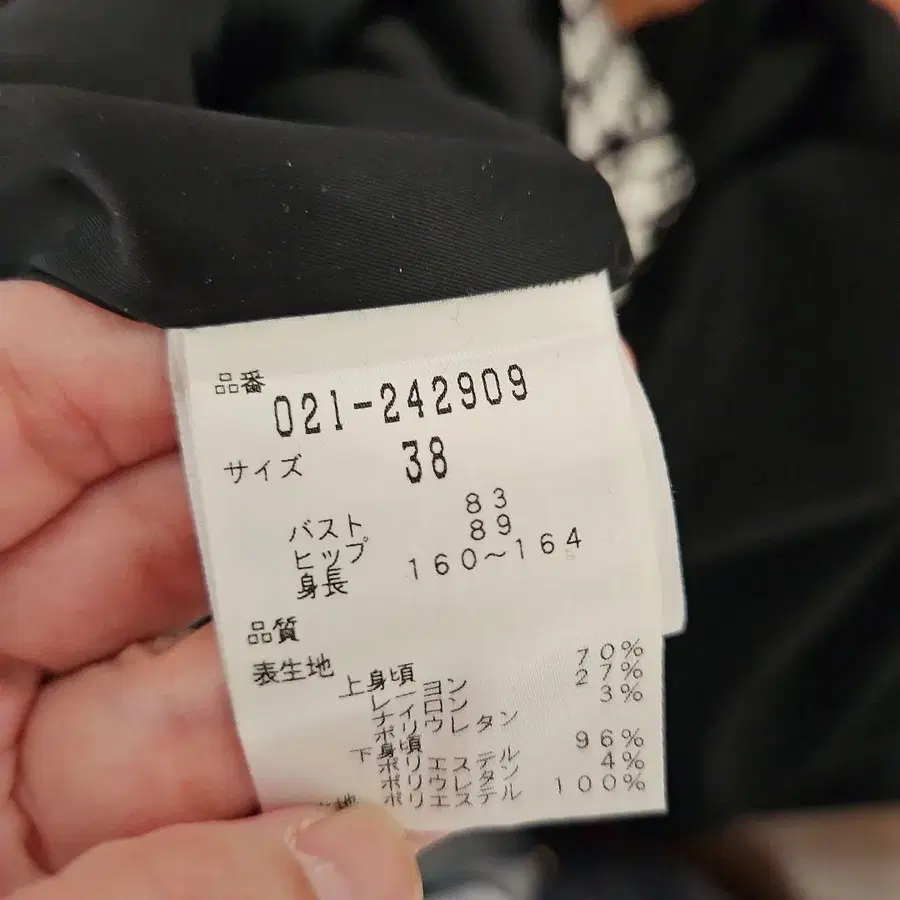 品番
021-242909
サイズ 38
バスト 83
ヒップ 89
身長 160～164
品質
表生地
上身頃
レーヨン 70%
ナイロン 27%
ポリウレタン 3%
下身頃
ポリエステル 96%
ポリウレタン 4%
地 ポリエステル 100%